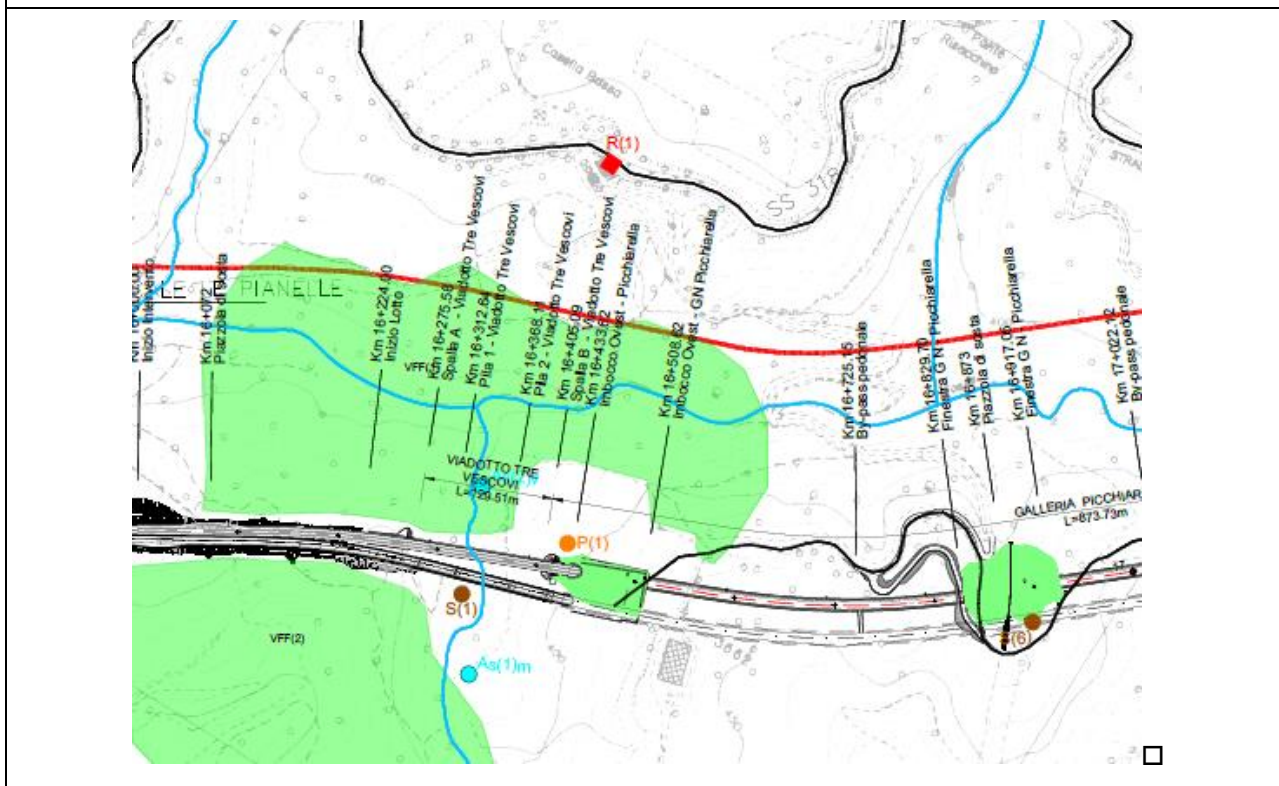 Casella Bassa
Ponte
R(1)
SS 318
PIANELLE
Inizio Intervento
Km 16+072
Piazzola di Sosta
Km 16+224.00
Inizio Lotto
Km 16+275.58
Spalla A - Viadotto Tre Vescovi
Km 16+312.64
Pila 1 - Viadotto Tre Vescovi
Pila 2 - Viadotto Tre Vescovi
Km 16+405.09
Spalla B - Viadotto Tre Vescovi
Km 16+433.62
Imbocco Ovest - Picchiarella
Km 16+508.62
Imbocco Ovest - GN Picchiarella
Km 16+725.15
By-pass pedonale
Km 16+829.70
Finestra G N Picchiarella
Km 16+873
Piazzola di sosta
Km 16+917.05
Finestra G N Picchiarella
Km 17+022.12
By-pass pedonale
VIADOTTO TRE
VESCOVI
L=129.51m
GALLERIA PICCHIAR
L=873.73m
P(1)
S(1)
As(1)m
VFF(2)